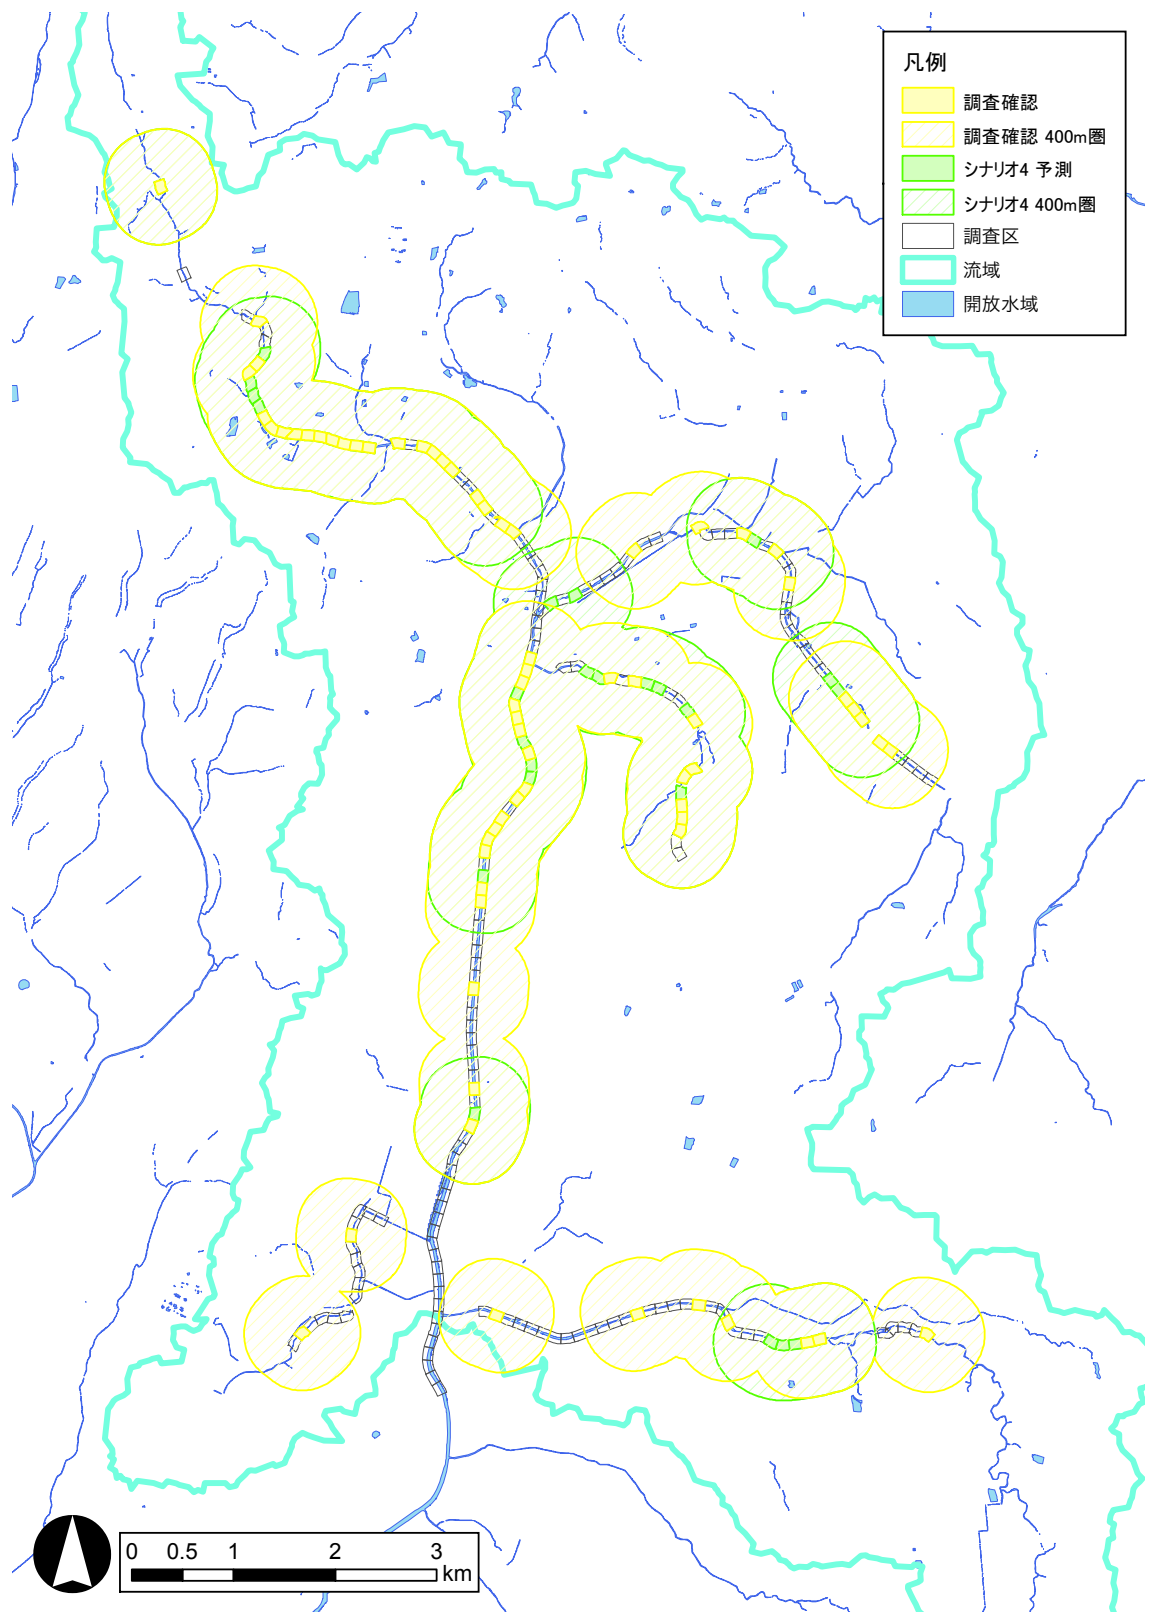 凡例
調査確認
調査確認 400m圏
シナリオ4 予測
シナリオ4 400m圏
調査区
流域
開放水域
0 0.5 1 2 3
km